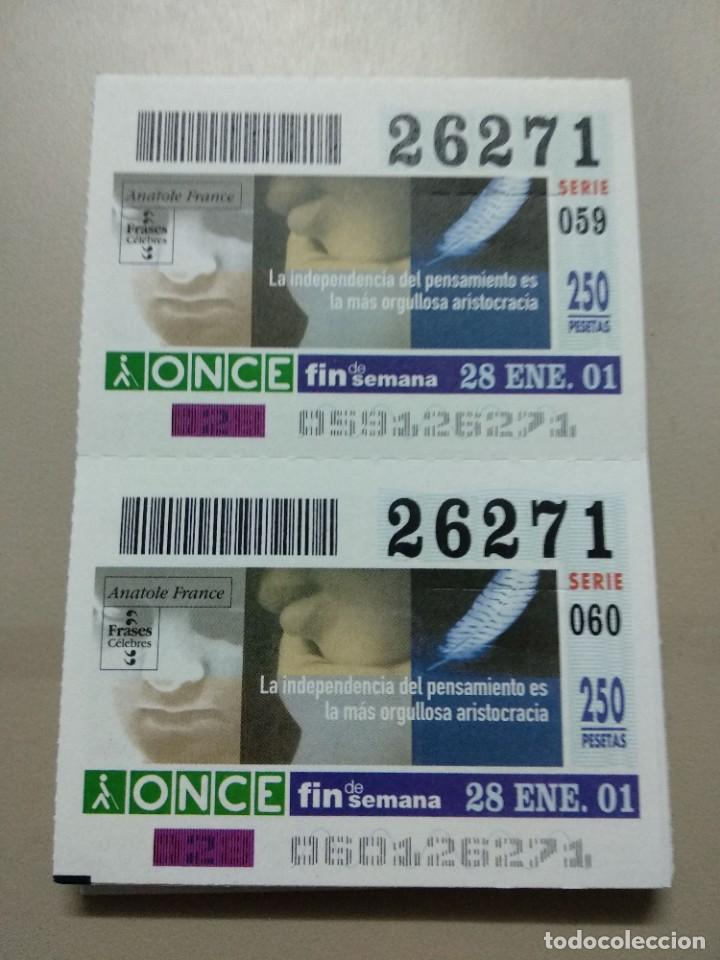 26271
Anatole France
SERIE
059
Frases
Célebres
La independencia del pensamiento es
la más orgullosa aristocracia
250
PESETAS
ONCE fin de semana 28 ENE. 01
028 059126271
26271
Anatole France
SERIE
060
Frases
Célebres
La independencia del pensamiento es
la más orgullosa aristocracia
250
PESETAS
ONCE fin de semana 28 ENE. 01
028 060126271
todocoleccion